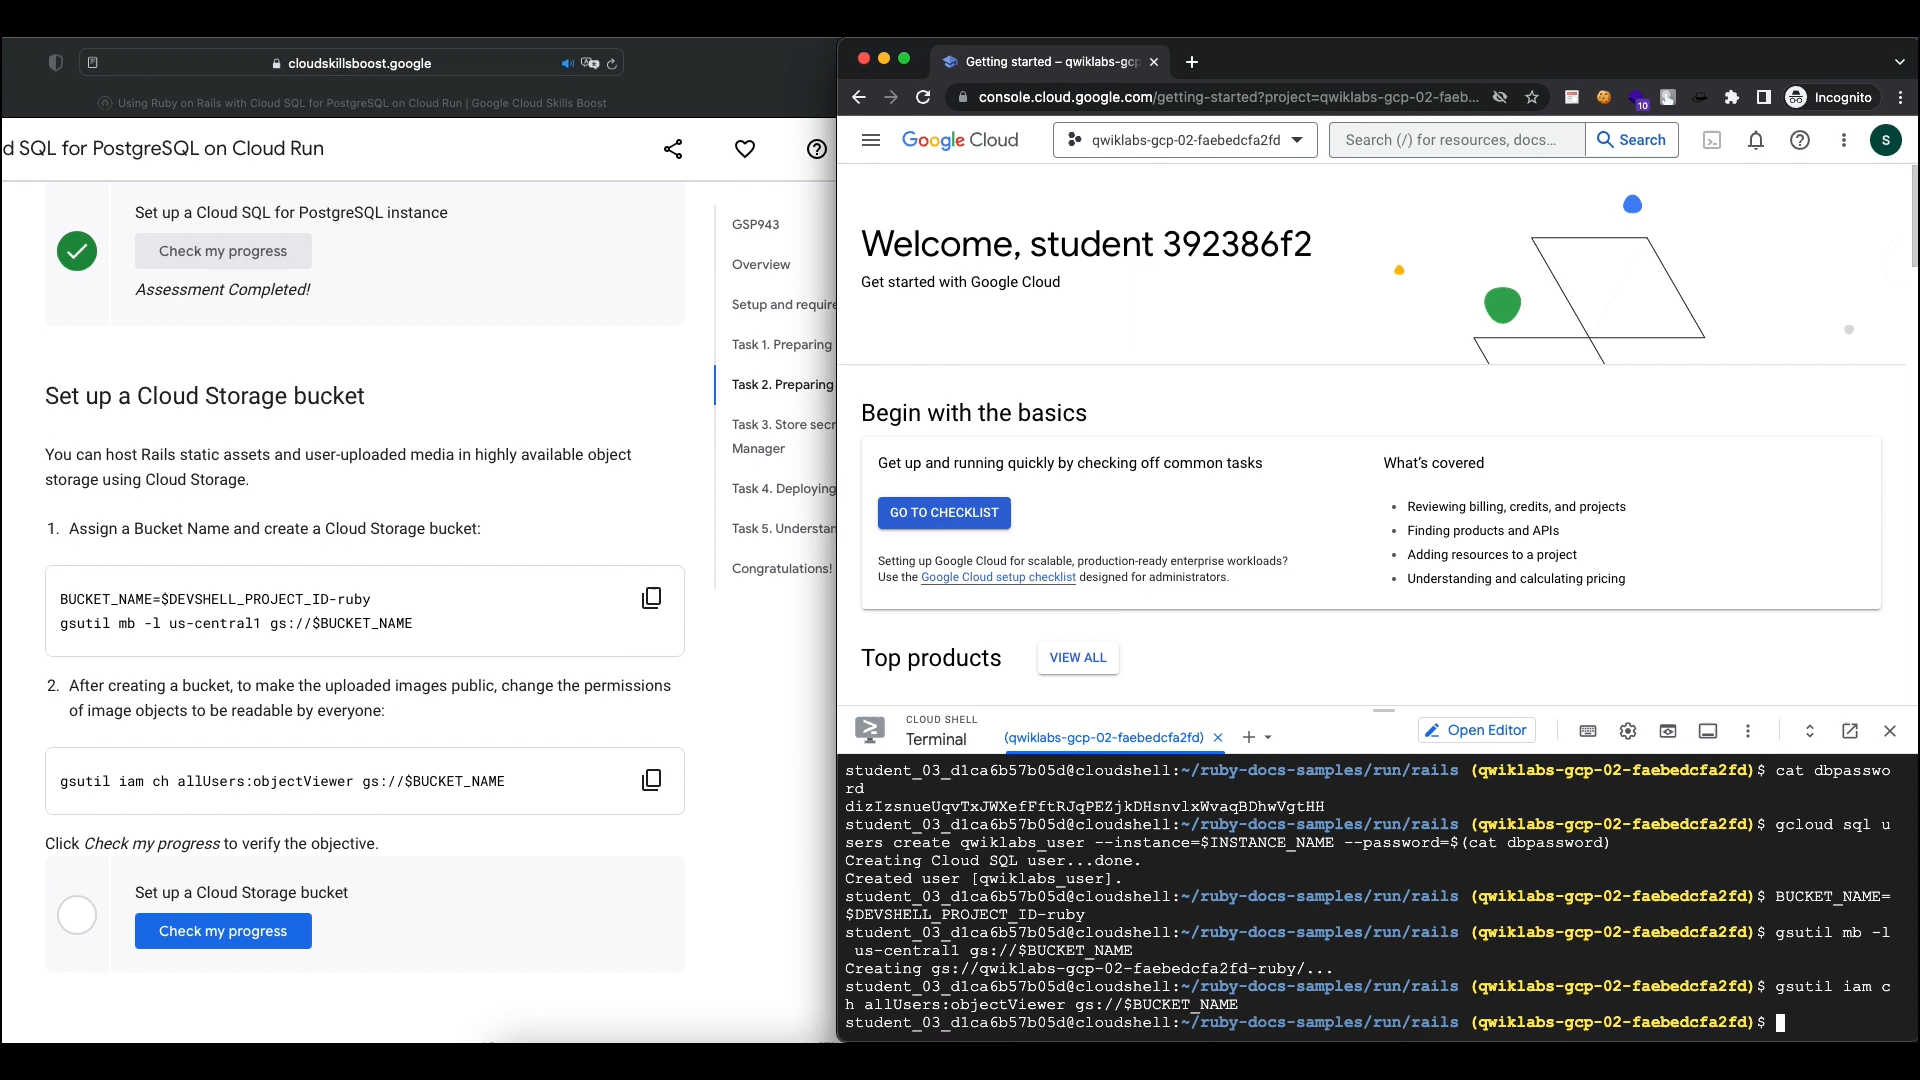 cloudskillsboost.google
Using Ruby on Rails with Cloud SQL for PostgreSQL on Cloud Run | Google Cloud Skills Boost
d SQL for PostgreSQL on Cloud Run
Set up a Cloud SQL for PostgreSQL instance
Check my progress
Assessment Completed!
Set up a Cloud Storage bucket
You can host Rails static assets and user-uploaded media in highly available object
storage using Cloud Storage.
1. Assign a Bucket Name and create a Cloud Storage bucket:
BUCKET_NAME=$DEVSHELL_PROJECT_ID-ruby
gsutil mb -l us-central1 gs://$BUCKET_NAME
2. After creating a bucket, to make the uploaded images public, change the permissions
of image objects to be readable by everyone:
gsutil iam ch allUsers:objectViewer gs://$BUCKET_NAME
Click Check my progress to verify the objective.
Set up a Cloud Storage bucket
Check my progress
GSP943
Overview
Setup and require
Task 1. Preparing
Task 2. Preparing
Task 3. Store secr
Manager
Task 4. Deploying
Task 5. Understan
Congratulations!
Getting started – qwiklabs-gcp
console.cloud.google.com/getting-started?project=qwiklabs-gcp-02-faeb...
10
Incognito
Google Cloud
qwiklabs-gcp-02-faebedcfa2fd
Search (/) for resources, docs...
Search
S
Welcome, student 392386f2
Get started with Google Cloud
Begin with the basics
Get up and running quickly by checking off common tasks
GO TO CHECKLIST
Setting up Google Cloud for scalable, production-ready enterprise workloads?
Use the Google Cloud setup checklist designed for administrators.
What's covered
• Reviewing billing, credits, and projects
• Finding products and APIs
• Adding resources to a project
• Understanding and calculating pricing
Top products
VIEW ALL
CLOUD SHELL
Terminal
(qwiklabs-gcp-02-faebedcfa2fd)
Open Editor
student_03_d1ca6b57b05d@cloudshell:~/ruby-docs-samples/run/rails (qwiklabs-gcp-02-faebedcfa2fd)$ cat dbpasswo
rd
dizIzsnueUqvTxJWXefFftRJqPEZjkDHsnvlxWvaqBDhwVgtHH
student_03_d1ca6b57b05d@cloudshell:~/ruby-docs-samples/run/rails (qwiklabs-gcp-02-faebedcfa2fd)$ gcloud sql u
sers create qwiklabs_user --instance=$INSTANCE_NAME --password=$(cat dbpassword)
Creating Cloud SQL user...done.
Created user [qwiklabs_user].
student_03_d1ca6b57b05d@cloudshell:~/ruby-docs-samples/run/rails (qwiklabs-gcp-02-faebedcfa2fd)$ BUCKET_NAME=
$DEVSHELL_PROJECT_ID-ruby
student_03_d1ca6b57b05d@cloudshell:~/ruby-docs-samples/run/rails (qwiklabs-gcp-02-faebedcfa2fd)$ gsutil mb -l
us-central1 gs://$BUCKET_NAME
Creating gs://qwiklabs-gcp-02-faebedcfa2fd-ruby/...
student_03_d1ca6b57b05d@cloudshell:~/ruby-docs-samples/run/rails (qwiklabs-gcp-02-faebedcfa2fd)$ gsutil iam c
h allUsers:objectViewer gs://$BUCKET_NAME
student_03_d1ca6b57b05d@cloudshell:~/ruby-docs-samples/run/rails (qwiklabs-gcp-02-faebedcfa2fd)$